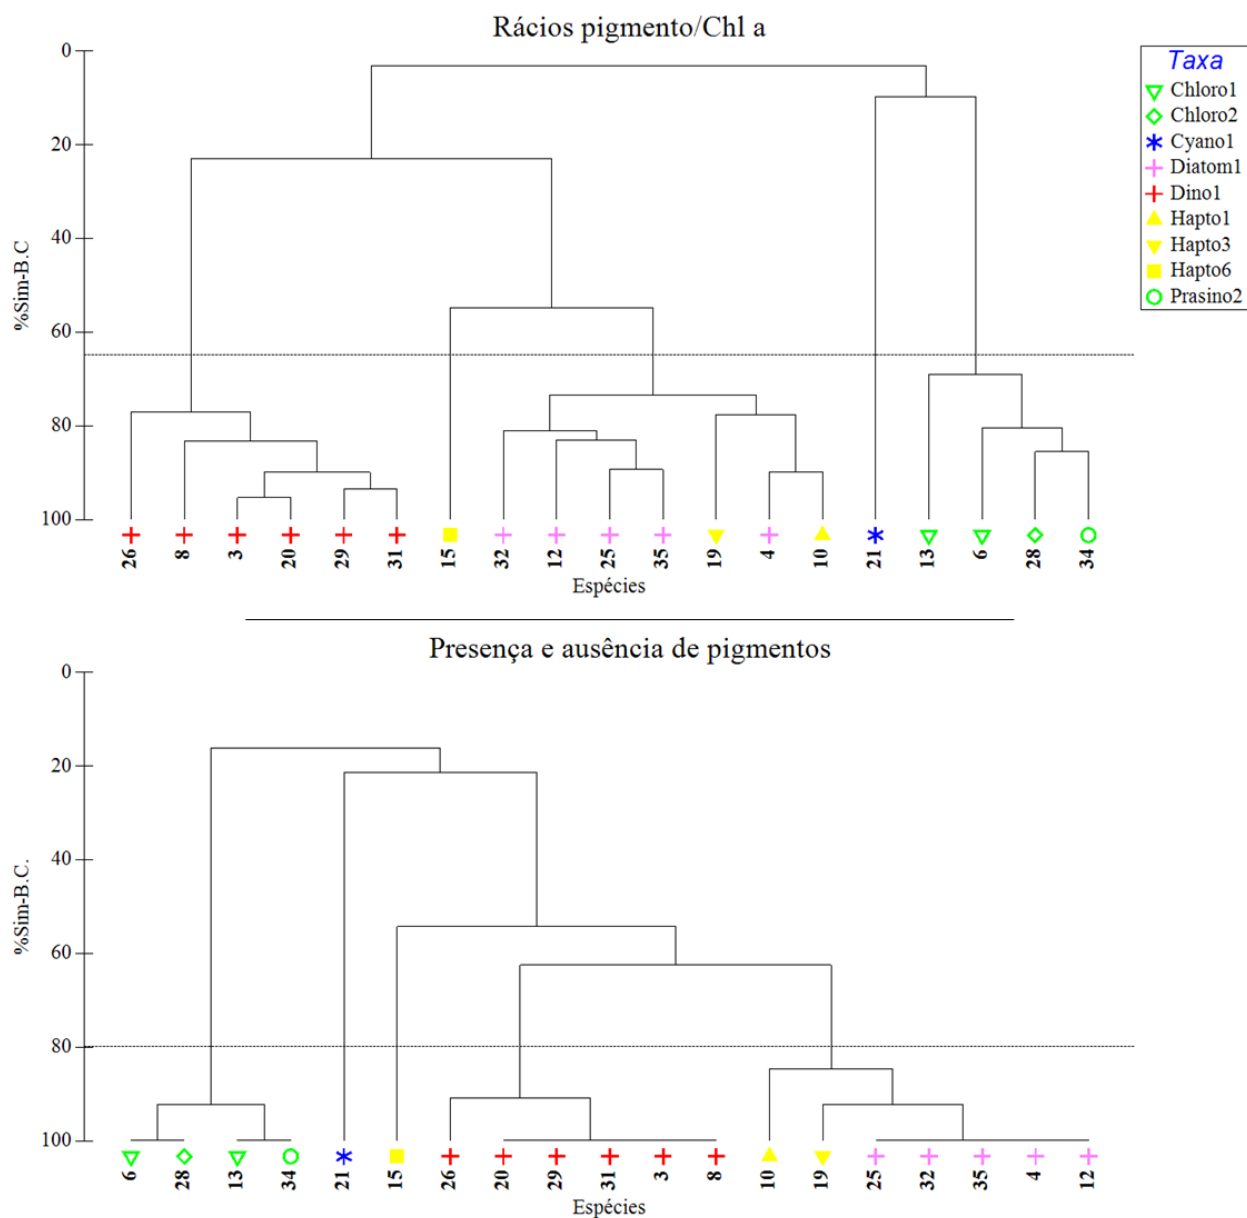 Rácios pigmento/Chl a
Taxa
Chloro1
Chloro2
Cyano1
Diatom1
Dino1
Hapto1
Hapto3
Hapto6
Prasino2
%Sim-B.C
0
20
40
60
80
100
26 8 3 20 29 31 15 32 12 25 35 19 4 10 21 13 6 28 34
Espécies
Presença e ausência de pigmentos
%Sim-B.C.
0
20
40
60
80
100
6 28 13 34 21 15 26 20 29 31 3 8 10 19 25 32 35 4 12
Espécies